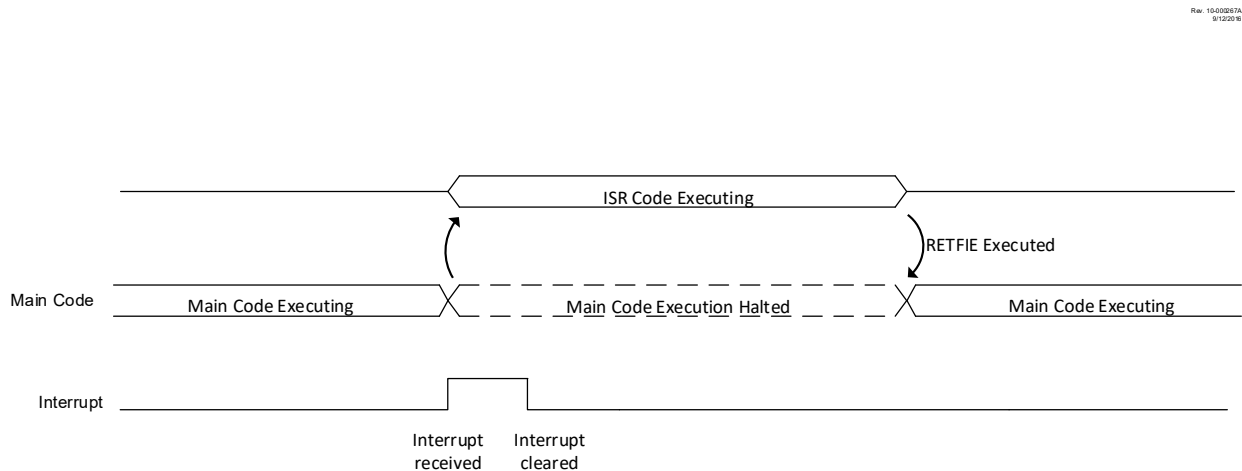 Rev. 10-000267A
9/12/2016
ISR Code Executing
RETFIE Executed
Main Code
Main Code Executing
Main Code Execution Halted
Main Code Executing
Interrupt
Interrupt
received
Interrupt
cleared